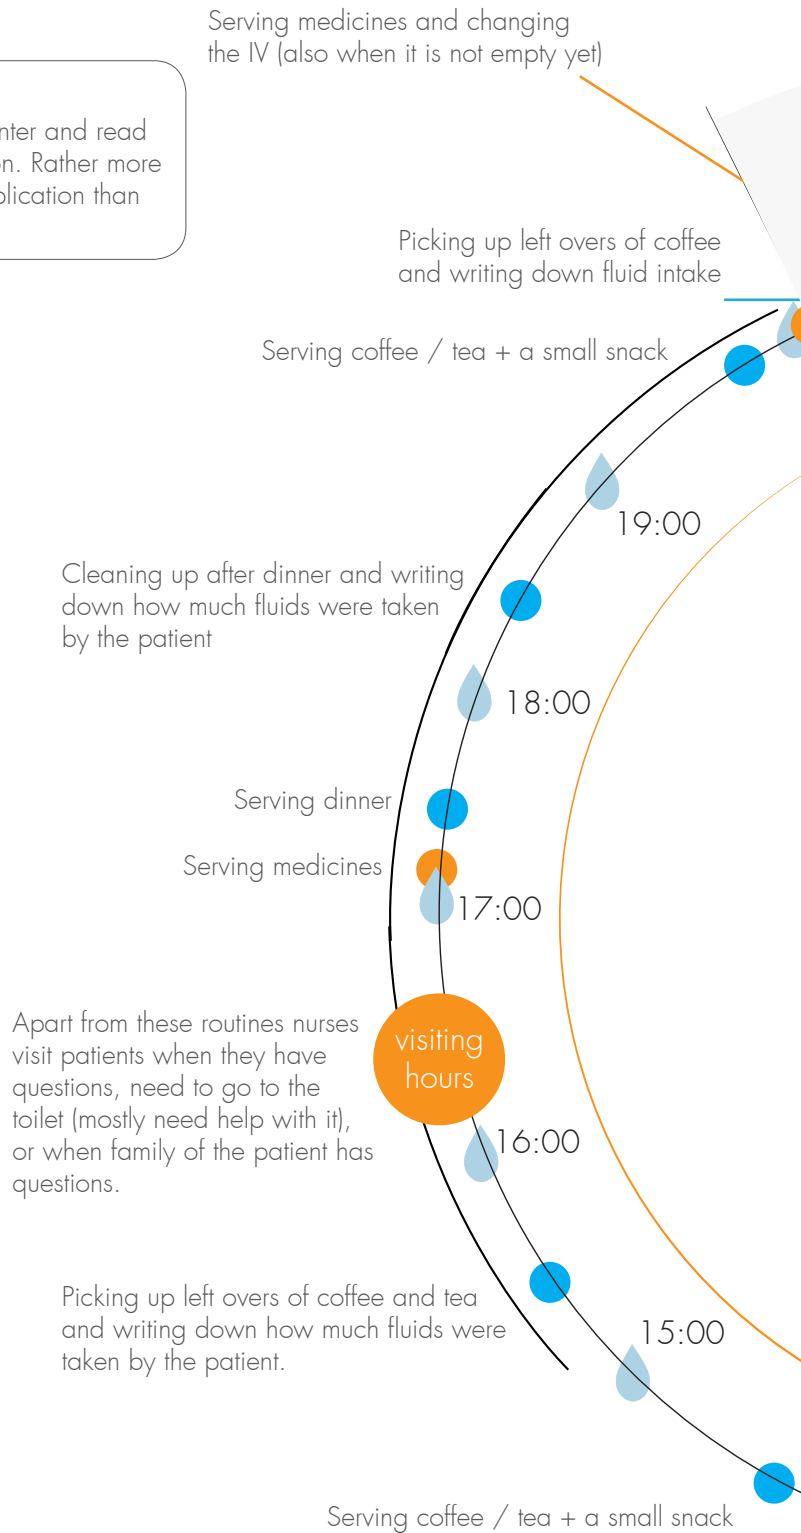 Serving medicines and changing
the IV (also when it is not empty yet)
and read
Rather more
than
Picking up left overs of coffee
and writing down fluid intake
Serving coffee / tea + a small snack
19:00
Cleaning up after dinner and writing
down how much fluids were taken
by the patient
18:00
Serving dinner
Serving medicines
17:00
Apart from these routines nurses
visit patients when they have
questions, need to go to the
toilet (mostly need help with it),
or when family of the patient has
questions.
visiting
hours
16:00
Picking up left overs of coffee and tea
and writing down how much fluids were
taken by the patient.
15:00
Serving coffee / tea + a small snack